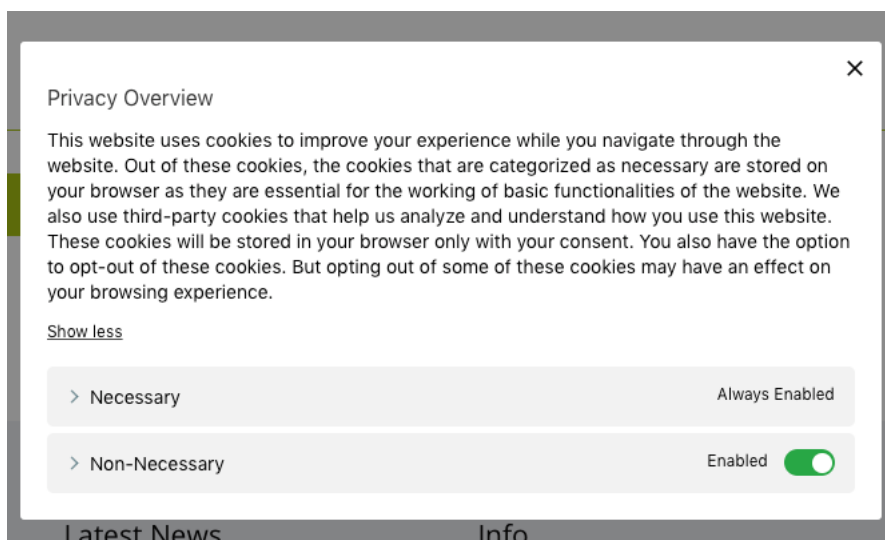 Privacy Overview
This website uses cookies to improve your experience while you navigate through the
website. Out of these cookies, the cookies that are categorized as necessary are stored on
your browser as they are essential for the working of basic functionalities of the website. We
also use third-party cookies that help us analyze and understand how you use this website.
These cookies will be stored in your browser only with your consent. You also have the option
to opt-out of these cookies. But opting out of some of these cookies may have an effect on
your browsing experience.
Show less
Necessary Always Enabled
Non-Necessary Enabled
Latest News Info